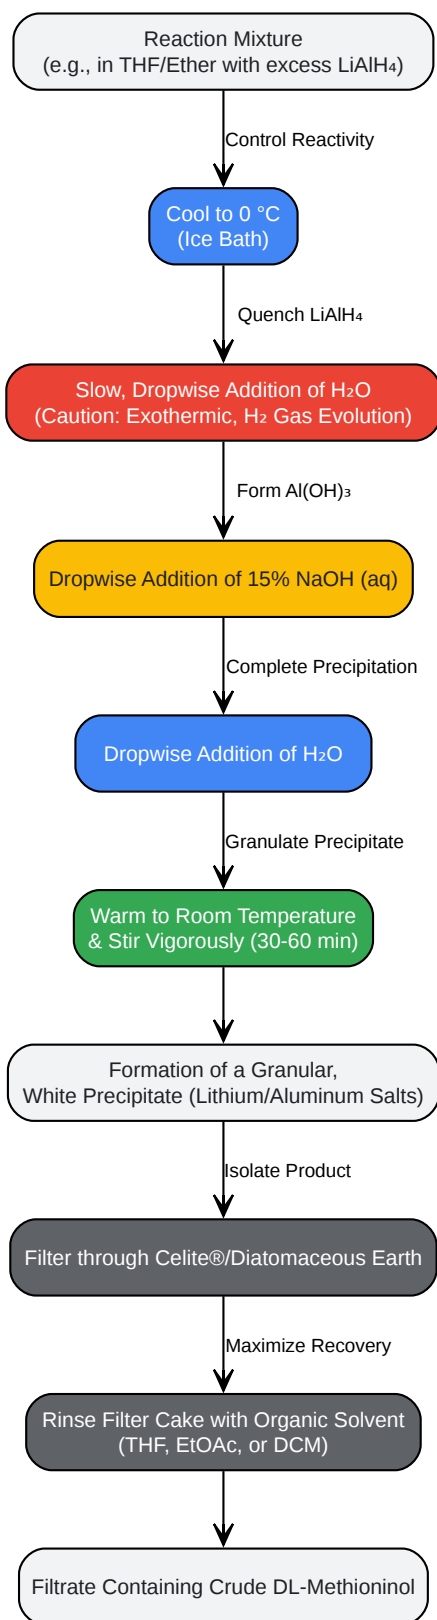 Reaction Mixture
(e.g., in THF/Ether with excess LiAlH₄)
Control Reactivity
Cool to 0 °C
(Ice Bath)
Quench LiAlH₄
Slow, Dropwise Addition of H₂O
(Caution: Exothermic, H₂ Gas Evolution)
Form Al(OH)₃
Dropwise Addition of 15% NaOH (aq)
Complete Precipitation
Dropwise Addition of H₂O
Granulate Precipitate
Warm to Room Temperature
& Stir Vigorously (30-60 min)
Formation of a Granular,
White Precipitate (Lithium/Aluminum Salts)
Isolate Product
Filter through Celite®/Diatomaceous Earth
Maximize Recovery
Rinse Filter Cake with Organic Solvent
(THF, EtOAc, or DCM)
Filtrate Containing Crude DL-Methioninol